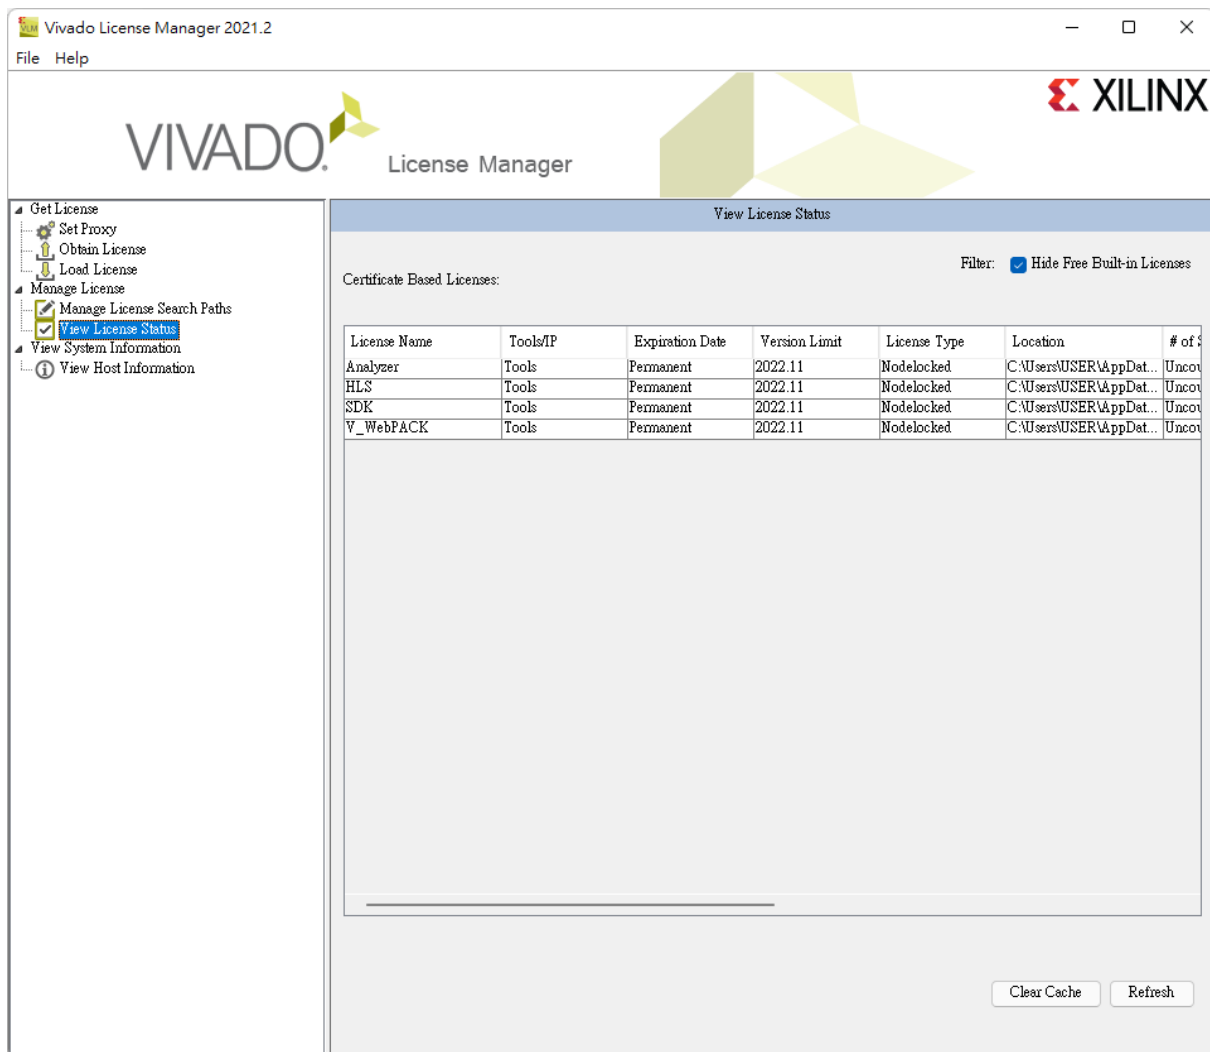 Vivado License Manager 2021.2
File Help
VIVADO. License Manager
XILINX
Get License
Set Proxy
Obtain License
Load License
Manage License
Manage License Search Paths
View License Status
View System Information
View Host Information
View License Status
Filter: Hide Free Built-in Licenses
Certificate Based Licenses:
License Name Tools/IP Expiration Date Version Limit License Type Location # of S
Analyzer Tools Permanent 2022.11 Nodelocked C:\Users\USER\AppDat... Uncou
HLS Tools Permanent 2022.11 Nodelocked C:\Users\USER\AppDat... Uncou
SDK Tools Permanent 2022.11 Nodelocked C:\Users\USER\AppDat... Uncou
V_WebPACK Tools Permanent 2022.11 Nodelocked C:\Users\USER\AppDat... Uncou
Clear Cache Refresh